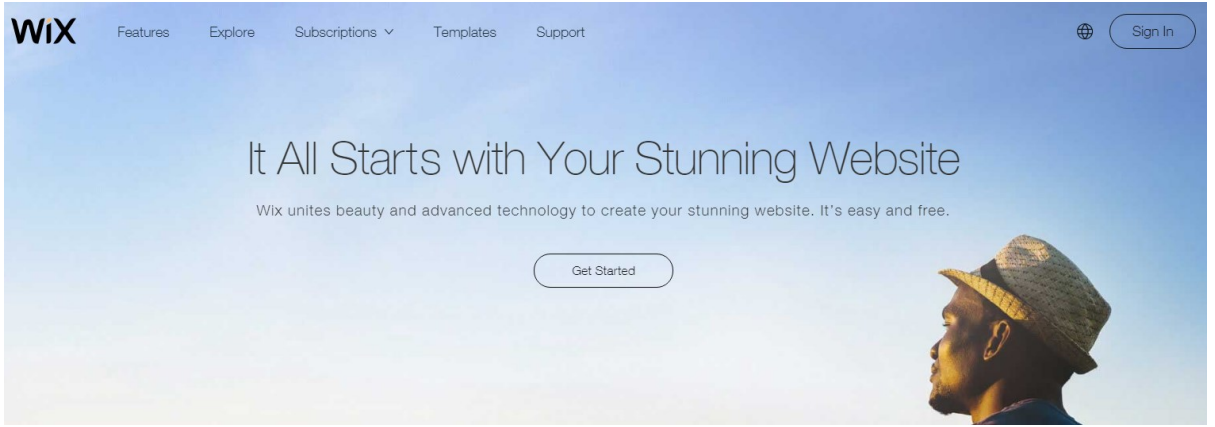 WiX
Features
Explore
Subscriptions
Templates
Support
Sign In
It All Starts with Your Stunning Website
Wix unites beauty and advanced technology to create your stunning website. It's easy and free.
Get Started